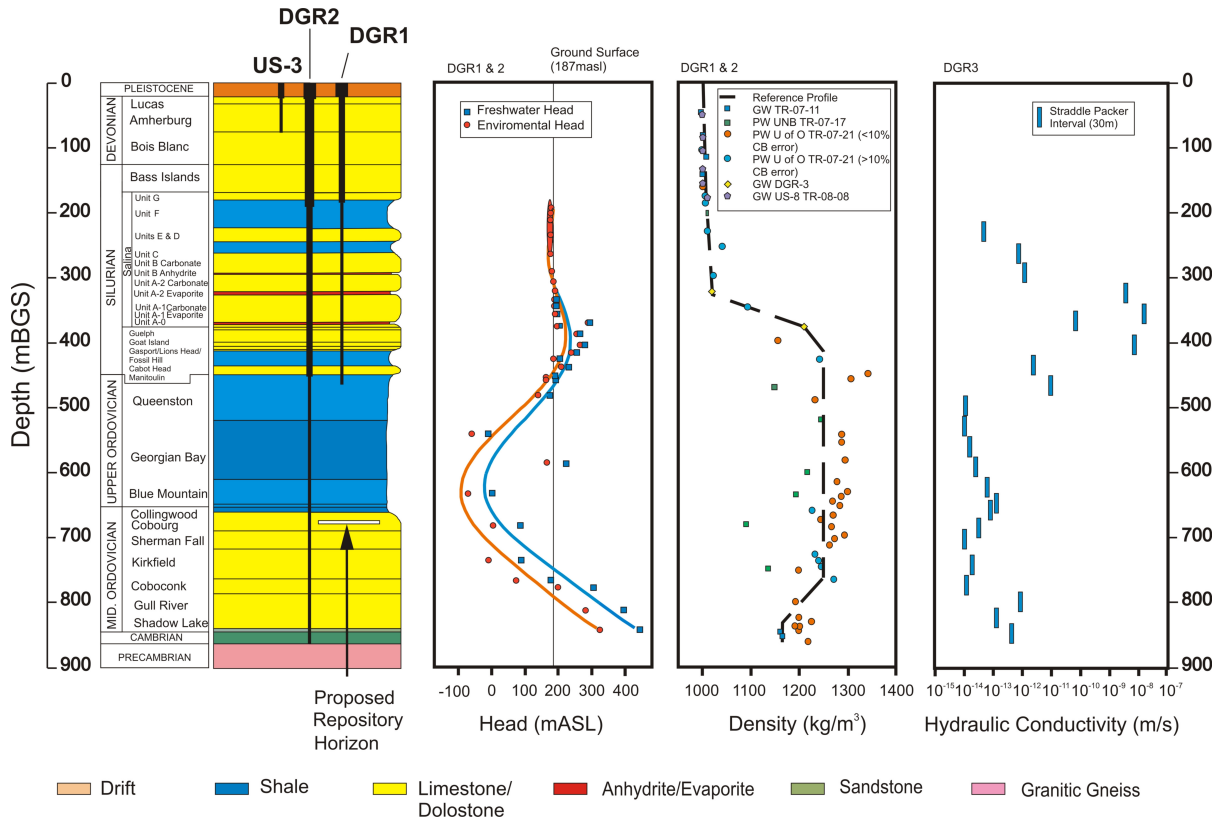 DGR2
DGR1
US-3
Ground Surface
(187masl)
DGR1 & 2
DGR1 & 2
DGR3
Depth (mBGS)
0
100
200
300
400
500
600
700
800
900
DEVONIAN
SILURIAN
Salina
UPPER ORDOVICIAN
MID. ORDOVICIAN
PLEISTOCENE
Lucas
Amherburg
Bois Blanc
Bass Islands
Unit G
Unit F
Units E & D
Unit C
Unit B Carbonate
Unit B Anhydrite
Unit A-2 Carbonate
Unit A-2 Evaporite
Unit A-1Carbonate
Unit A-1 Evaporite
Unit A-0
Guelph
Goat Island
Gasport/Lions Head/
Fossil Hill
Cabot Head
Manitoulin
Queenston
Georgian Bay
Blue Mountain
Collingwood
Cobourg
Sherman Fall
Kirkfield
Coboconk
Gull River
Shadow Lake
CAMBRIAN
PRECAMBRIAN
Proposed
Repository
Horizon
Freshwater Head
Enviromental Head
-100 0 100 200 300 400
Head (mASL)
Reference Profile
GW TR-07-11
PW UNB TR-07-17
PW U of O TR-07-21 (<10%
CB error)
PW U of O TR-07-21 (>10%
CB error)
GW DGR-3
GW US-8 TR-08-08
1000 1100 1200 1300 1400
Density (kg/m³)
Straddle Packer
Interval (30m)
0
100
200
300
400
500
600
700
800
900
10⁻¹⁵ 10⁻¹⁴ 10⁻¹³ 10⁻¹² 10⁻¹¹ 10⁻¹⁰ 10⁻⁹ 10⁻⁸ 10⁻⁷
Hydraulic Conductivity (m/s)
Drift
Shale
Limestone/
Dolostone
Anhydrite/Evaporite
Sandstone
Granitic Gneiss